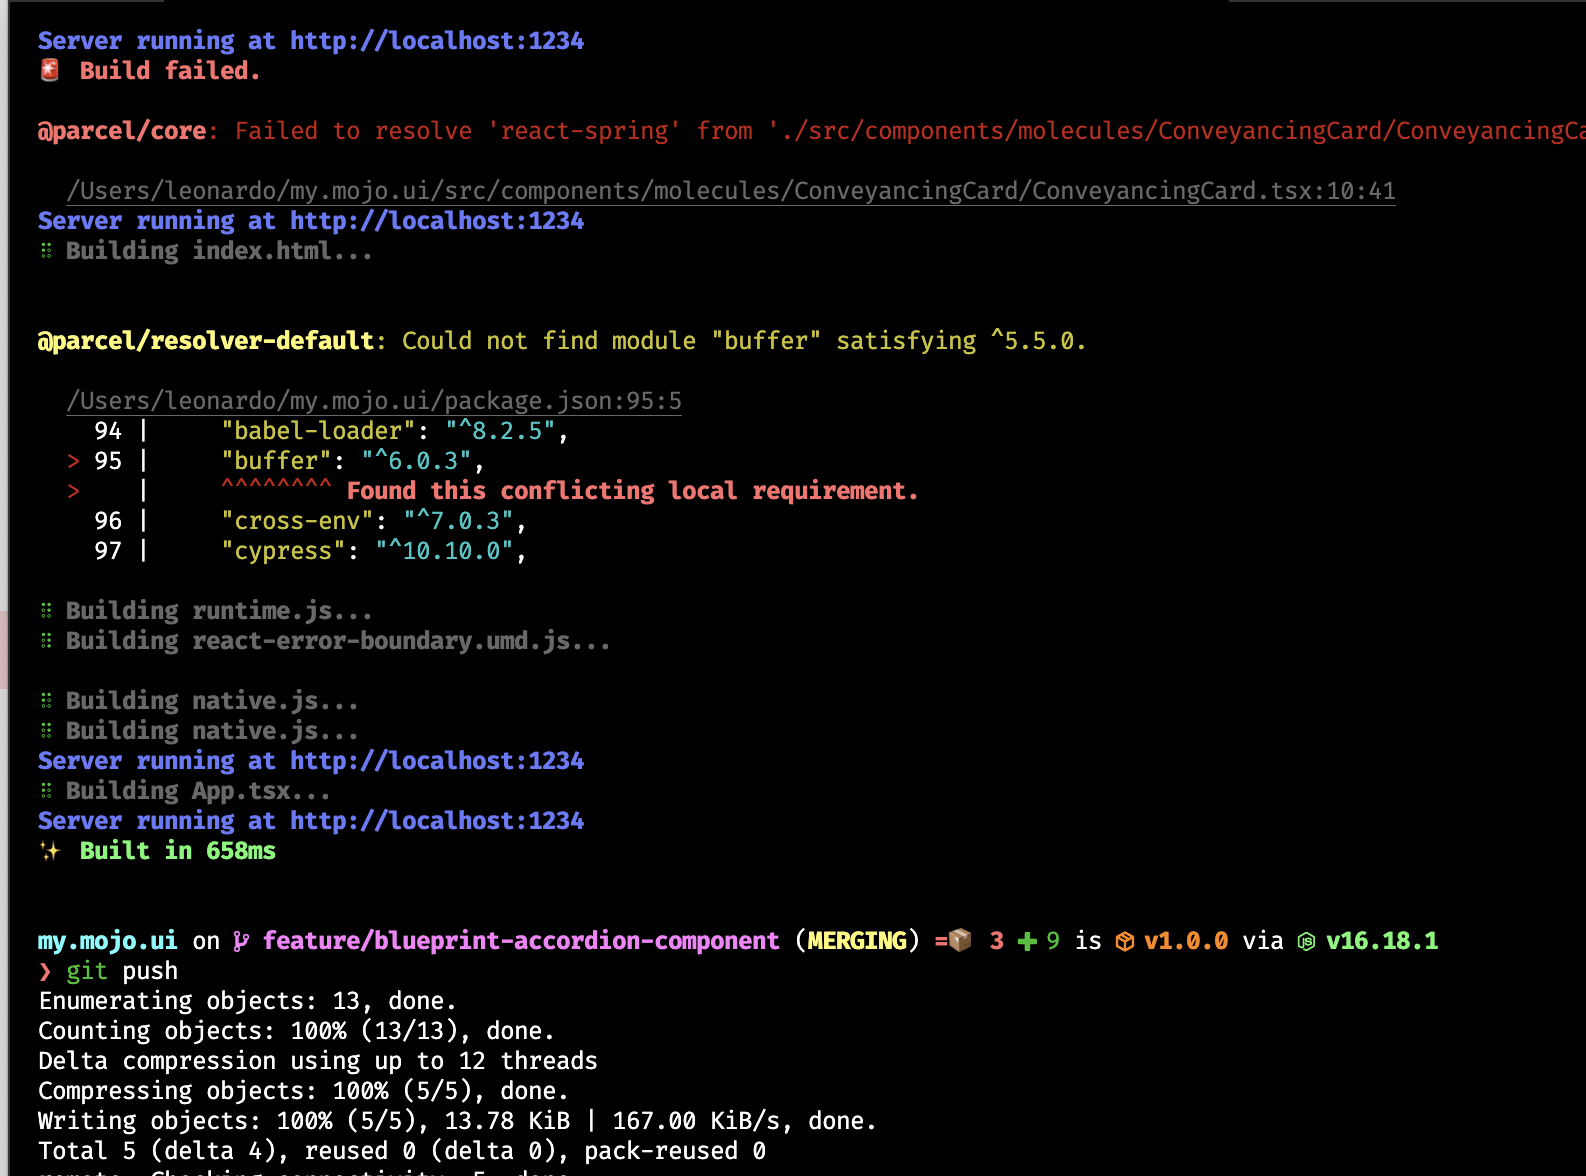 Server running at http://localhost:1234
🚨 Build failed.
@parcel/core: Failed to resolve 'react-spring' from './src/components/molecules/ConveyancingCard/ConveyancingCa
/Users/leonardo/my.mojo.ui/src/components/molecules/ConveyancingCard/ConveyancingCard.tsx:10:41
Server running at http://localhost:1234
⠿ Building index.html...
@parcel/resolver-default: Could not find module "buffer" satisfying ^5.5.0.
/Users/leonardo/my.mojo.ui/package.json:95:5
94 |     "babel-loader": "^8.2.5",
> 95 |     "buffer": "^6.0.3",
>    |     ^^^^^^^^ Found this conflicting local requirement.
96 |     "cross-env": "^7.0.3",
97 |     "cypress": "^10.10.0",
⠿ Building runtime.js...
⠿ Building react-error-boundary.umd.js...
⠿ Building native.js...
⠿ Building native.js...
Server running at http://localhost:1234
⠿ Building App.tsx...
Server running at http://localhost:1234
✨ Built in 658ms
my.mojo.ui on feature/blueprint-accordion-component (MERGING) =📦 3 ✚ 9 is v1.0.0 via v16.18.1
❯ git push
Enumerating objects: 13, done.
Counting objects: 100% (13/13), done.
Delta compression using up to 12 threads
Compressing objects: 100% (5/5), done.
Writing objects: 100% (5/5), 13.78 KiB | 167.00 KiB/s, done.
Total 5 (delta 4), reused 0 (delta 0), pack-reused 0
remote: Checking connectivity: 5, done.